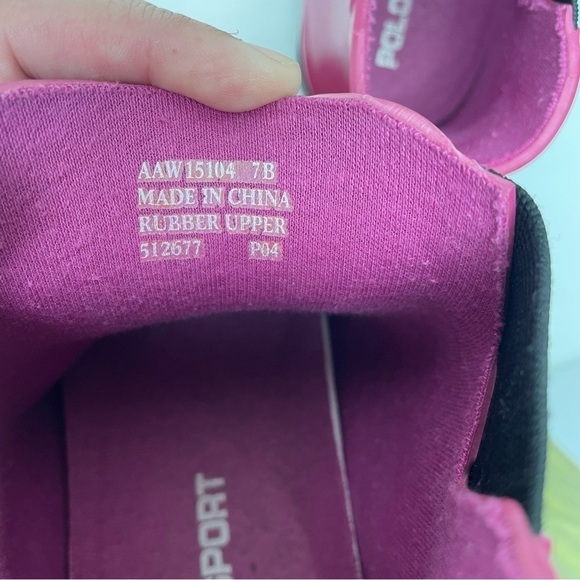 POLO
AAW15104 7B
MADE IN CHINA
RUBBER UPPER
512677 P04
SPORT